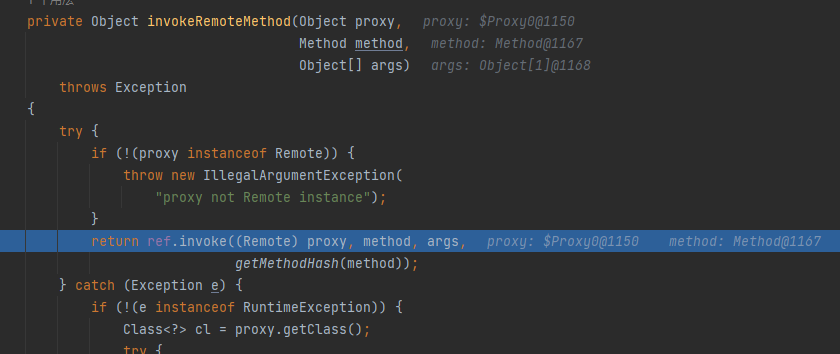 private Object invokeRemoteMethod(Object proxy,   proxy: $Proxy0@1150
                                  Method method,   method: Method@1167
                                  Object[] args)   args: Object[1]@1168
    throws Exception
{
    try {
        if (!(proxy instanceof Remote)) {
            throw new IllegalArgumentException(
                "proxy not Remote instance");
        }
        return ref.invoke((Remote) proxy, method, args,   proxy: $Proxy0@1150    method: Method@1167
                          getMethodHash(method));
    } catch (Exception e) {
        if (!(e instanceof RuntimeException)) {
            Class<?> cl = proxy.getClass();
            try {